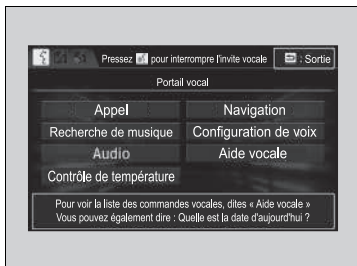 Pressez pour interrompre l'invite vocale : Sortie
Portail vocal
Appel Navigation
Recherche de musique Configuration de voix
Audio Aide vocale
Contrôle de température
Pour voir la liste des commandes vocales, dites « Aide vocale »
Vous pouvez également dire : Quelle est la date d'aujourd'hui ?